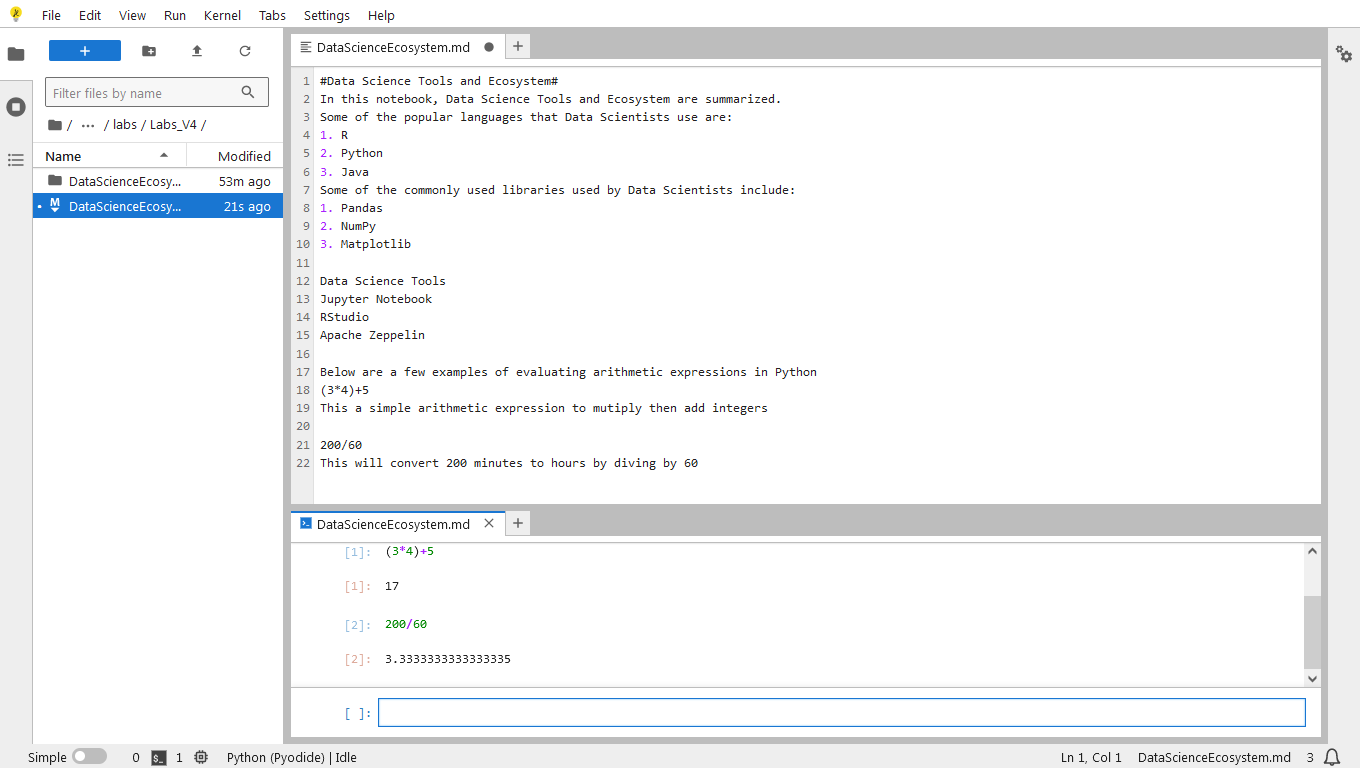 File Edit View Run Kernel Tabs Settings Help
+
Filter files by name
/ ... / labs / Labs_V4 /
Name Modified
DataScienceEcosy... 53m ago
DataScienceEcosy... 21s ago
DataScienceEcosystem.md
1 #Data Science Tools and Ecosystem#
2 In this notebook, Data Science Tools and Ecosystem are summarized.
3 Some of the popular languages that Data Scientists use are:
4 1. R
5 2. Python
6 3. Java
7 Some of the commonly used libraries used by Data Scientists include:
8 1. Pandas
9 2. NumPy
10 3. Matplotlib
11
12 Data Science Tools
13 Jupyter Notebook
14 RStudio
15 Apache Zeppelin
16
17 Below are a few examples of evaluating arithmetic expressions in Python
18 (3*4)+5
19 This a simple arithmetic expression to mutiply then add integers
20
21 200/60
22 This will convert 200 minutes to hours by diving by 60
DataScienceEcosystem.md
[1]: (3*4)+5
[1]: 17
[2]: 200/60
[2]: 3.3333333333333335
[ ]:
Simple 0 1 Python (Pyodide) | Idle Ln 1, Col 1 DataScienceEcosystem.md 3